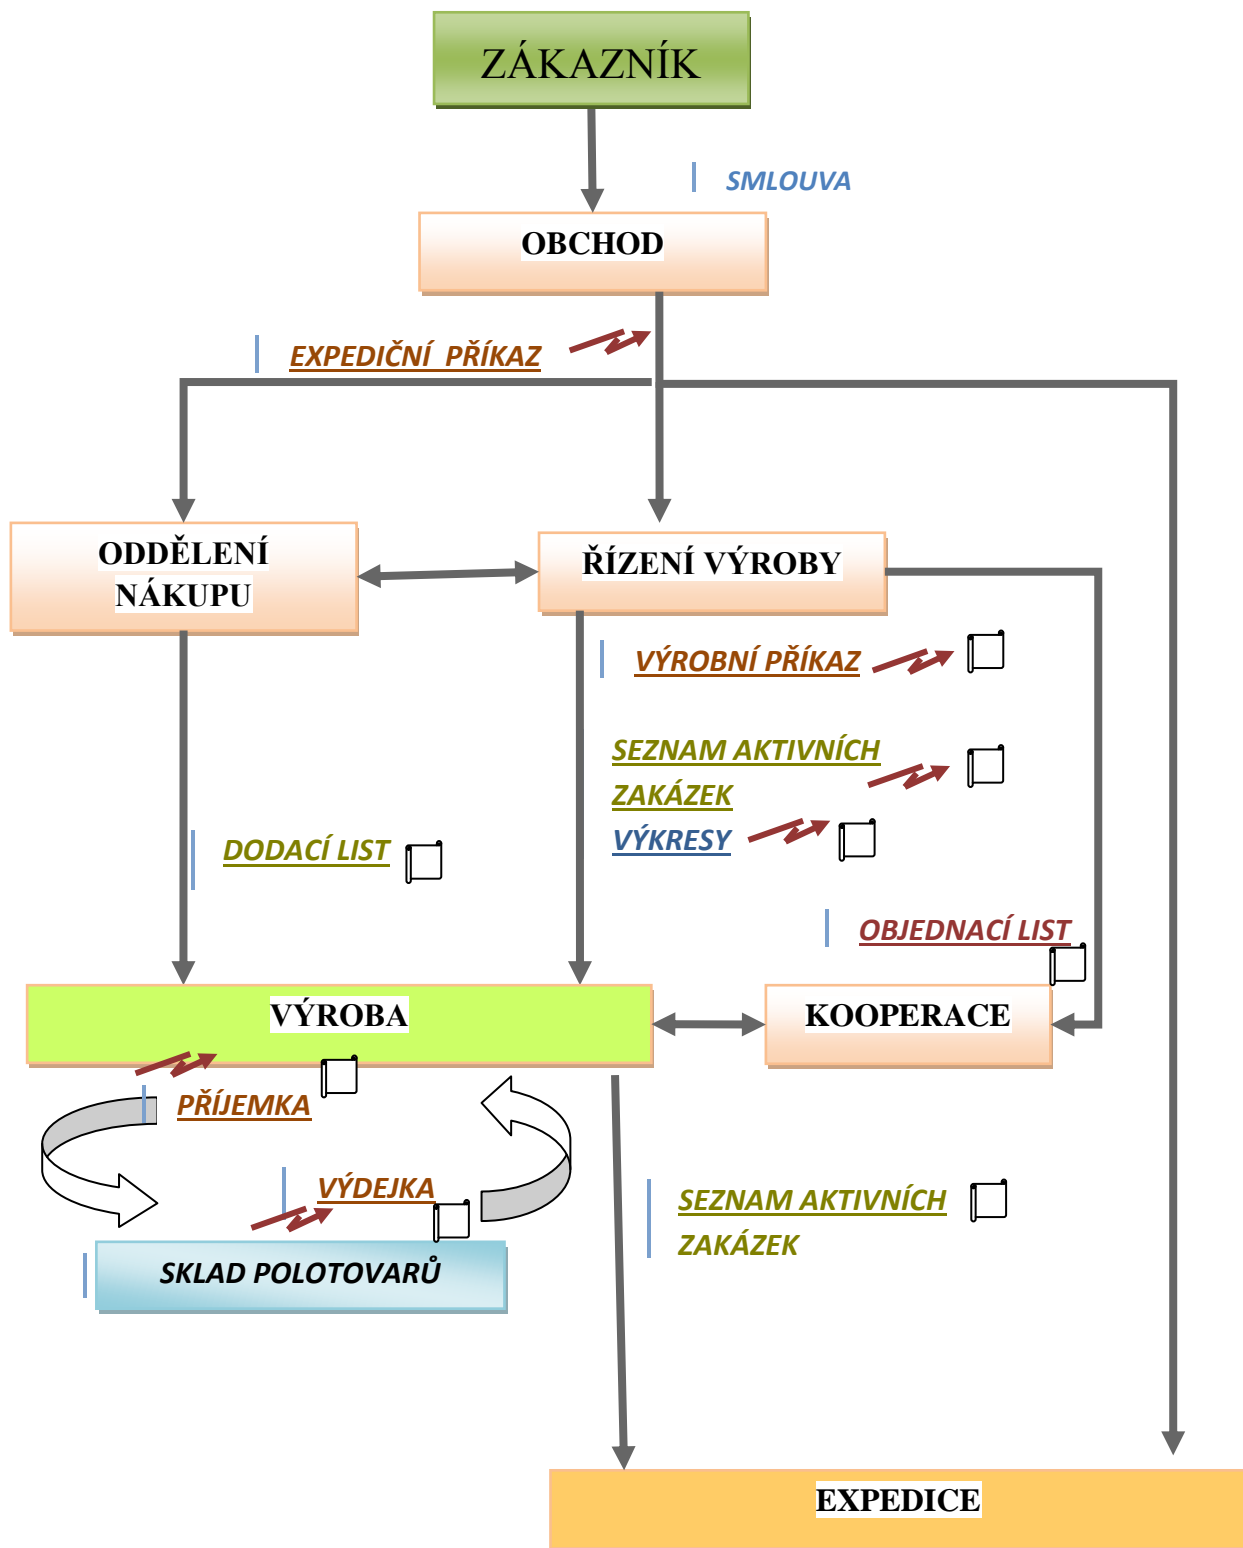 ZÁKAZNÍK
SMLOUVA
OBCHOD
EXPEDIČNÍ PŘÍKAZ
ODDĚLENÍ
NÁKUPU
ŘÍZENÍ VÝROBY
VÝROBNÍ PŘÍKAZ
SEZNAM AKTIVNÍCH
ZAKÁZEK
VÝKRESY
DODACÍ LIST
OBJEDNACÍ LIST
VÝROBA
KOOPERACE
PŘÍJEMKA
VÝDEJKA
SEZNAM AKTIVNÍCH
ZAKÁZEK
SKLAD POLOTOVARŮ
EXPEDICE